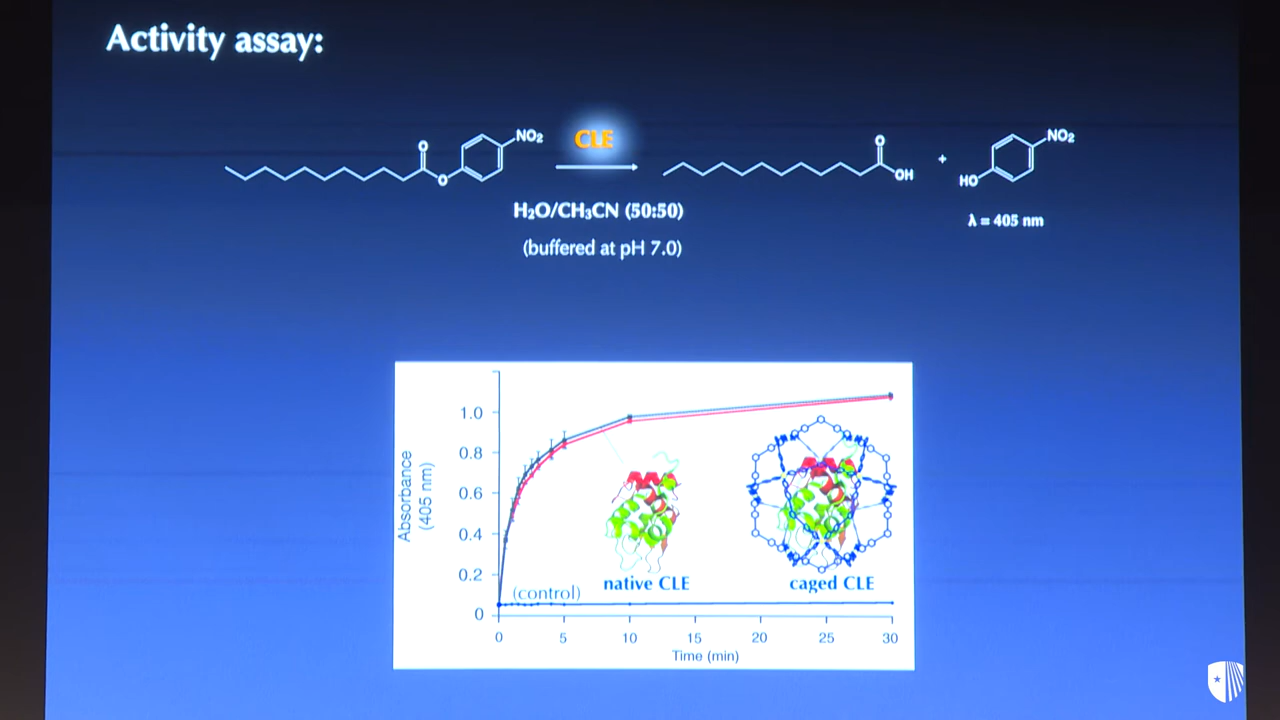 Activity assay:
O
O
NO₂
CLE
H₂O/CH₃CN (50:50)
(buffered at pH 7.0)
O
OH
+
HO
NO₂
λ = 405 nm
Absorbance
(405 nm)
1.0
0.8
0.6
0.4
0.2
0
(control)
native CLE
caged CLE
0 5 10 15 20 25 30
Time (min)